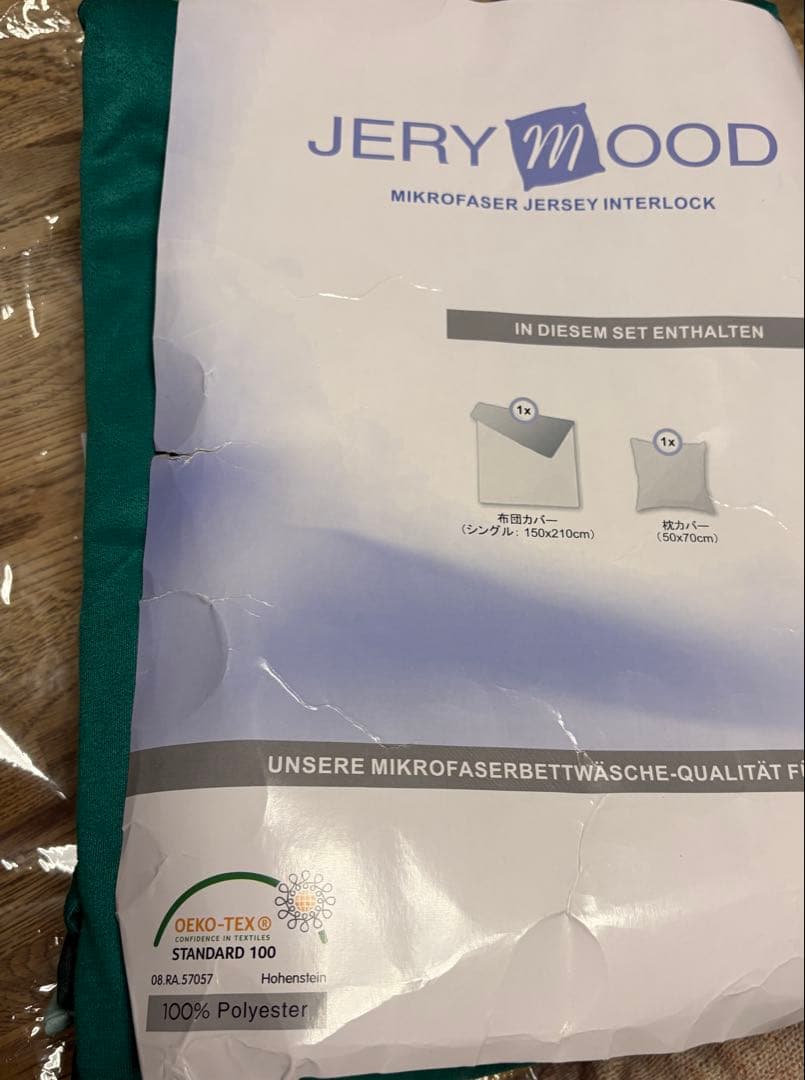 JERY mOOD
MIKROFASER JERSEY INTERLOCK
IN DIESEM SET ENTHALTEN
1x
1x
布団カバー
(シングル: 150x210cm)
枕カバー
(50x70cm)
UNSERE MIKROFASERBETTWÄSCHE-QUALITÄT
OEKO-TEX®
CONFIDENCE IN TEXTILES
STANDARD 100
08.RA.57057 Hohenstein
100% Polyester